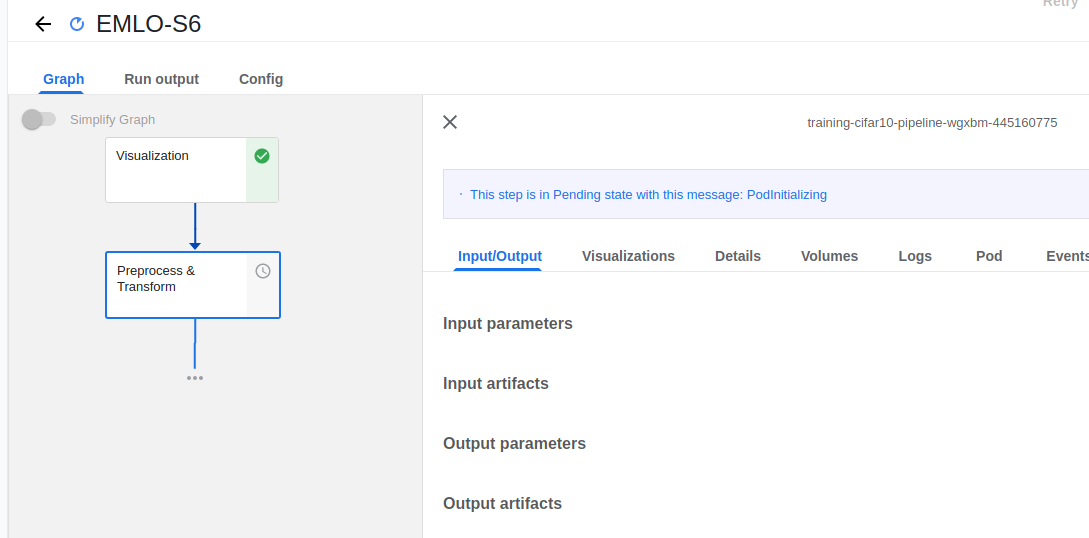 Retry
EMLO-S6
Graph Run output Config
Simplify Graph
training-cifar10-pipeline-wgxbm-445160775
Visualization
This step is in Pending state with this message: PodInitializing
Input/Output Visualizations Details Volumes Logs Pod Events
Preprocess &
Transform
Input parameters
Input artifacts
Output parameters
Output artifacts